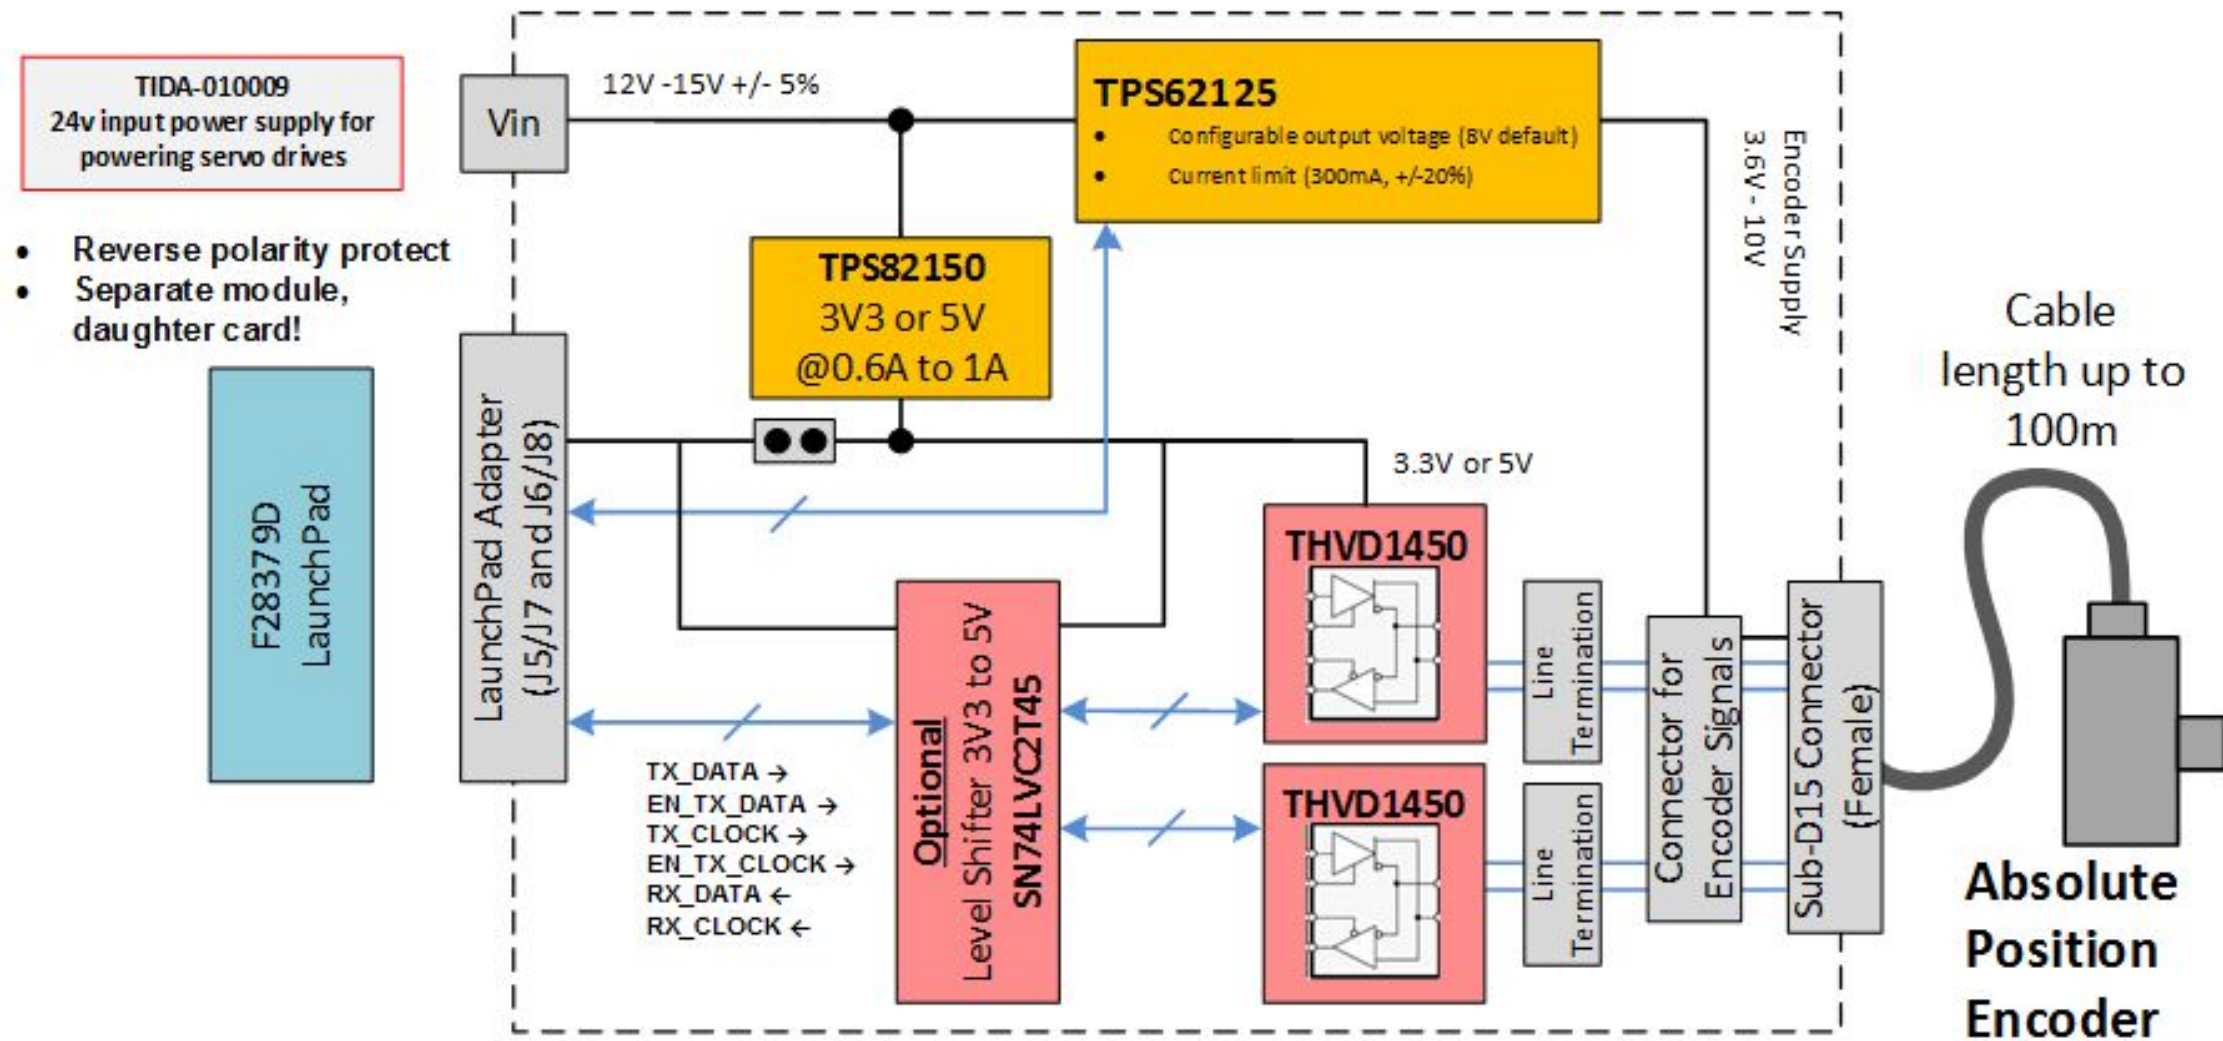 TIDA-010009
24v input power supply for
powering servo drives
• Reverse polarity protect
• Separate module,
daughter card!
F28379D
LaunchPad
Vin
12V -15V +/- 5%
TPS62125
• Configurable output voltage (8V default)
• Current limit (300mA, +/-20%)
TPS82150
3V3 or 5V
@0.6A to 1A
Encoder Supply
3.6V - 10V
LaunchPad Adapter
(J5/J7 and J6/J8)
3.3V or 5V
TX_DATA →
EN_TX_DATA →
TX_CLOCK →
EN_TX_CLOCK →
RX_DATA ←
RX_CLOCK ←
Optional
Level Shifter 3V3 to 5V
SN74LVC2T45
THVD1450
THVD1450
Line
Termination
Line
Termination
Connector for
Encoder Signals
Sub-D15 Connector
(Female)
Cable
length up to
100m
Absolute
Position
Encoder